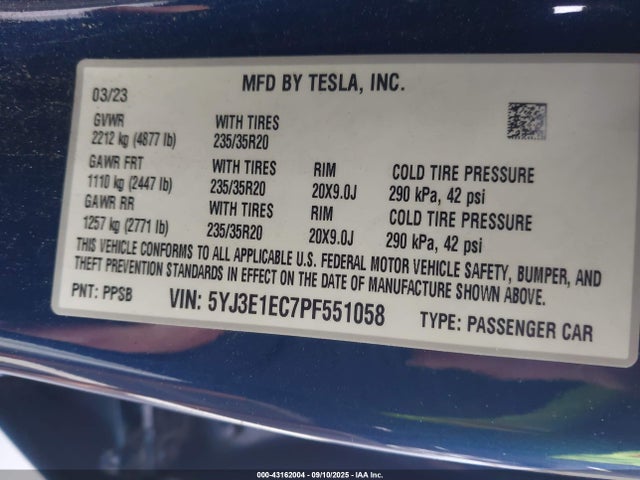 MFD BY TESLA, INC.
03/23
GVWR WITH TIRES
2212 kg (4877 lb) 235/35R20
GAWR FRT WITH TIRES RIM COLD TIRE PRESSURE
1110 kg (2447 lb) 235/35R20 20X9.0J 290 kPa, 42 psi
GAWR RR WITH TIRES RIM COLD TIRE PRESSURE
1257 kg (2771 lb) 235/35R20 20X9.0J 290 kPa, 42 psi
THIS VEHICLE CONFORMS TO ALL APPLICABLE U.S. FEDERAL MOTOR VEHICLE SAFETY, BUMPER, AND
THEFT PREVENTION STANDARDS IN EFFECT ON THE DATE OF MANUFACTURE SHOWN ABOVE.
PNT: PPSB VIN: 5YJ3E1EC7PF551058 TYPE: PASSENGER CAR
000-43162004 - 09/10/2025 - IAA Inc.